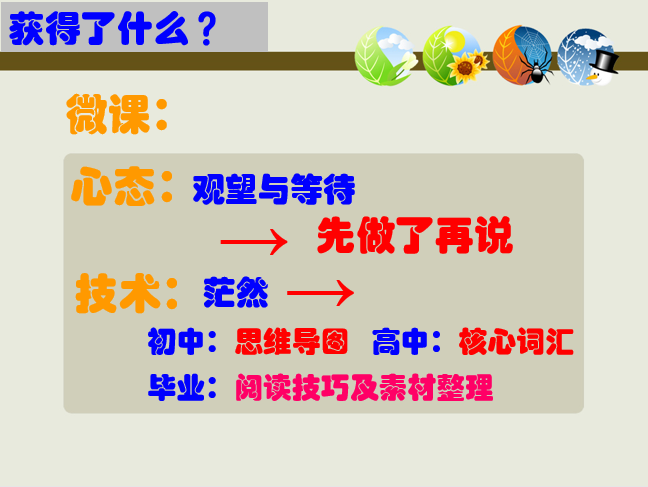 获得了什么？
微课：
心态：观望与等待
→ 先做了再说
技术：茫然 →
初中：思维导图 高中：核心词汇
毕业：阅读技巧及素材整理